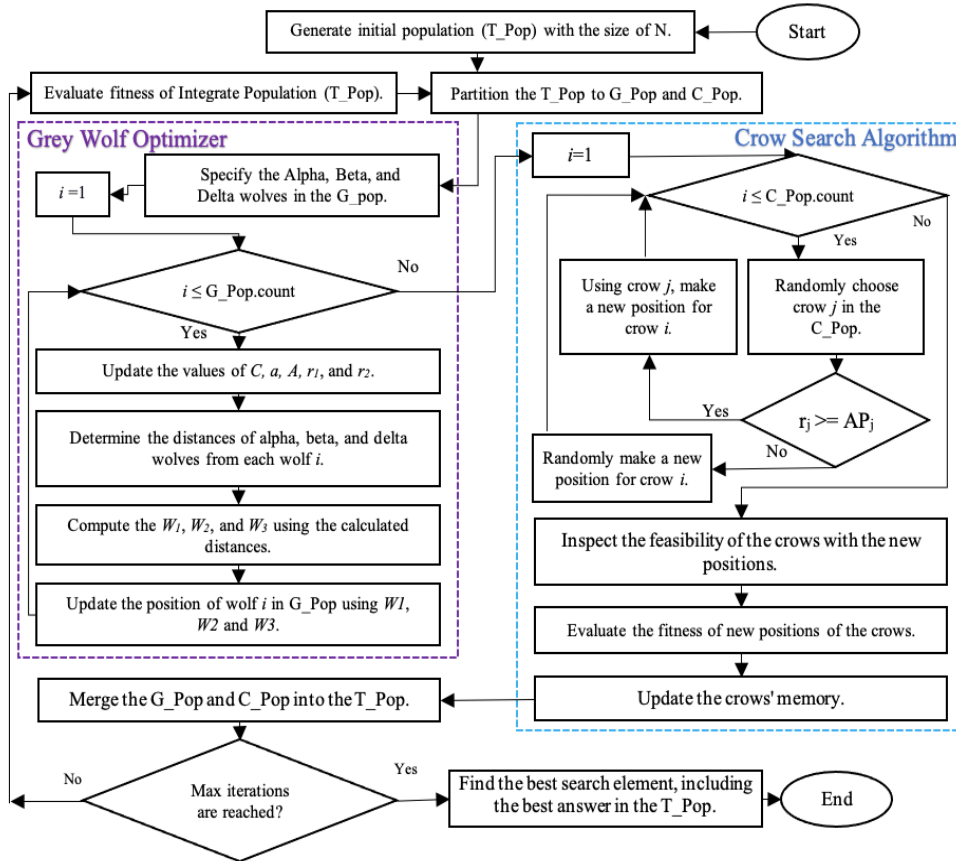 Generate initial population (T_Pop) with the size of N.
Start
Evaluate fitness of Integrate Population (T_Pop).
Partition the T_Pop to G_Pop and C_Pop.
Grey Wolf Optimizer
i =1
Specify the Alpha, Beta, and
Delta wolves in the G_pop.
i ≤ G_Pop.count
No
Yes
Update the values of C, a, A, r1, and r2.
Determine the distances of alpha, beta, and delta
wolves from each wolf i.
Compute the W1, W2, and W3 using the calculated
distances.
Update the position of wolf i in G_Pop using W1,
W2 and W3.
Crow Search Algorithm
i=1
i ≤ C_Pop.count
No
Yes
Using crow j, make
a new position for
crow i.
Randomly choose
crow j in the
C_Pop.
Yes
rj >= APj
No
Randomly make a new
position for crow i.
Inspect the feasibility of the crows with the new
positions.
Evaluate the fitness of new positions of the crows.
Update the crows' memory.
Merge the G_Pop and C_Pop into the T_Pop.
No
Max iterations
are reached?
Yes
Find the best search element, including
the best answer in the T_Pop.
End